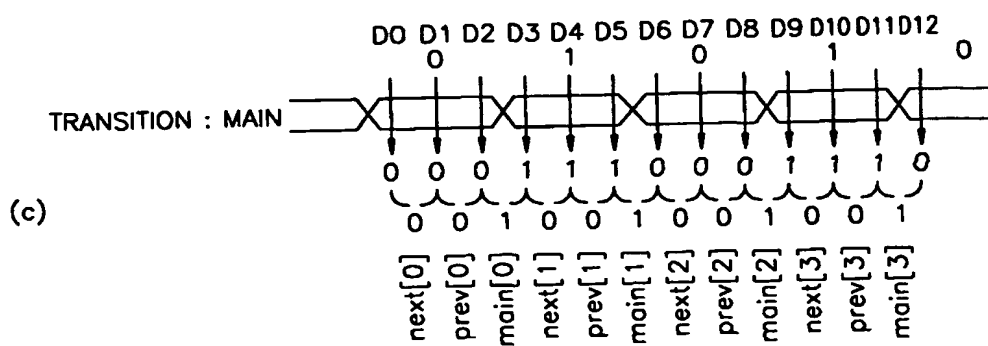 D0 D1 D2 D3 D4 D5 D6 D7 D8 D9 D10 D11 D12
0 1 0 1 0
TRANSITION : MAIN
0 0 0 1 1 1 0 0 0 1 1 1 0
(c)
0 0 1 0 0 1 0 0 1 0 0 1
next[0] prev[0] main[0] next[1] prev[1] main[1] next[2] prev[2] main[2] next[3] prev[3] main[3]